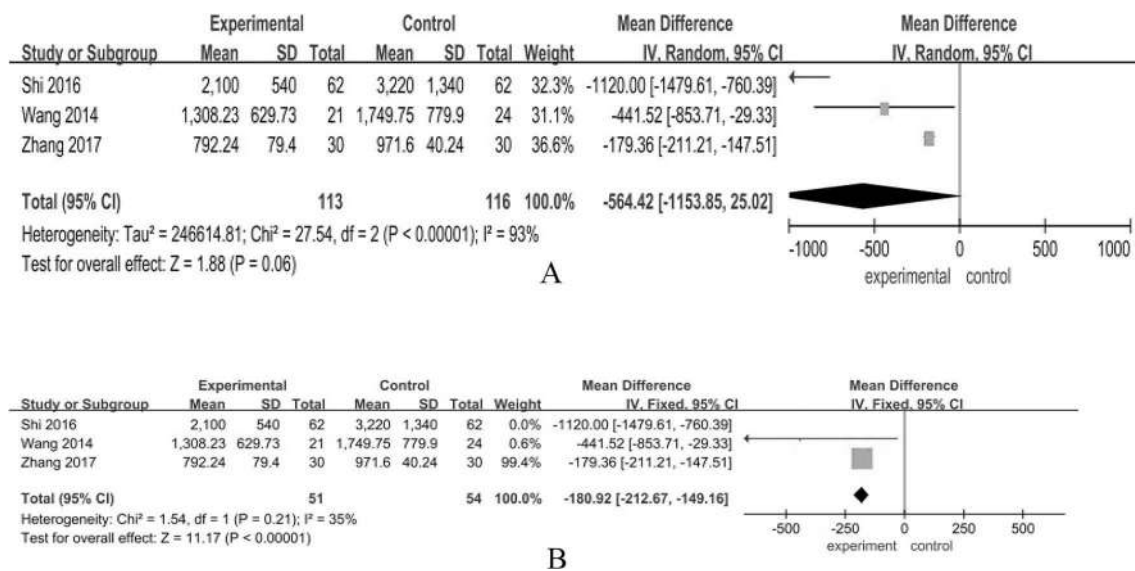 Experimental Control Mean Difference Mean Difference
Study or Subgroup Mean SD Total Mean SD Total Weight IV, Random, 95% CI IV, Random, 95% CI
Shi 2016 2,100 540 62 3,220 1,340 62 32.3% -1120.00 [-1479.61, -760.39]
Wang 2014 1,308.23 629.73 21 1,749.75 779.9 24 31.1% -441.52 [-853.71, -29.33]
Zhang 2017 792.24 79.4 30 971.6 40.24 30 36.6% -179.36 [-211.21, -147.51]
Total (95% CI) 113 116 100.0% -564.42 [-1153.85, 25.02]
Heterogeneity: Tau² = 246614.81; Chi² = 27.54, df = 2 (P < 0.00001); I² = 93%
Test for overall effect: Z = 1.88 (P = 0.06)
-1000 -500 0 500 1000
experimental control
A
Experimental Control Mean Difference Mean Difference
Study or Subgroup Mean SD Total Mean SD Total Weight IV, Fixed, 95% CI IV, Fixed, 95% CI
Shi 2016 2,100 540 62 3,220 1,340 62 0.0% -1120.00 [-1479.61, -760.39]
Wang 2014 1,308.23 629.73 21 1,749.75 779.9 24 0.6% -441.52 [-853.71, -29.33]
Zhang 2017 792.24 79.4 30 971.6 40.24 30 99.4% -179.36 [-211.21, -147.51]
Total (95% CI) 51 54 100.0% -180.92 [-212.67, -149.16]
Heterogeneity: Chi² = 1.54, df = 1 (P = 0.21); I² = 35%
Test for overall effect: Z = 11.17 (P < 0.00001)
-500 -250 0 250 500
experiment control
B